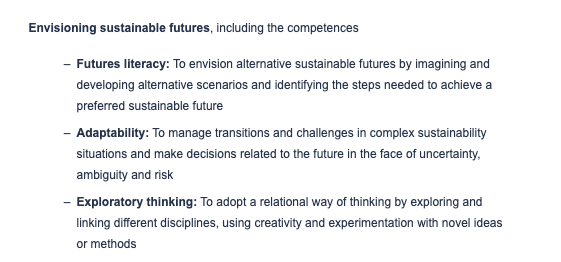 Envisioning sustainable futures, including the competences
– Futures literacy: To envision alternative sustainable futures by imagining and
developing alternative scenarios and identifying the steps needed to achieve a
preferred sustainable future
– Adaptability: To manage transitions and challenges in complex sustainability
situations and make decisions related to the future in the face of uncertainty,
ambiguity and risk
– Exploratory thinking: To adopt a relational way of thinking by exploring and
linking different disciplines, using creativity and experimentation with novel ideas
or methods